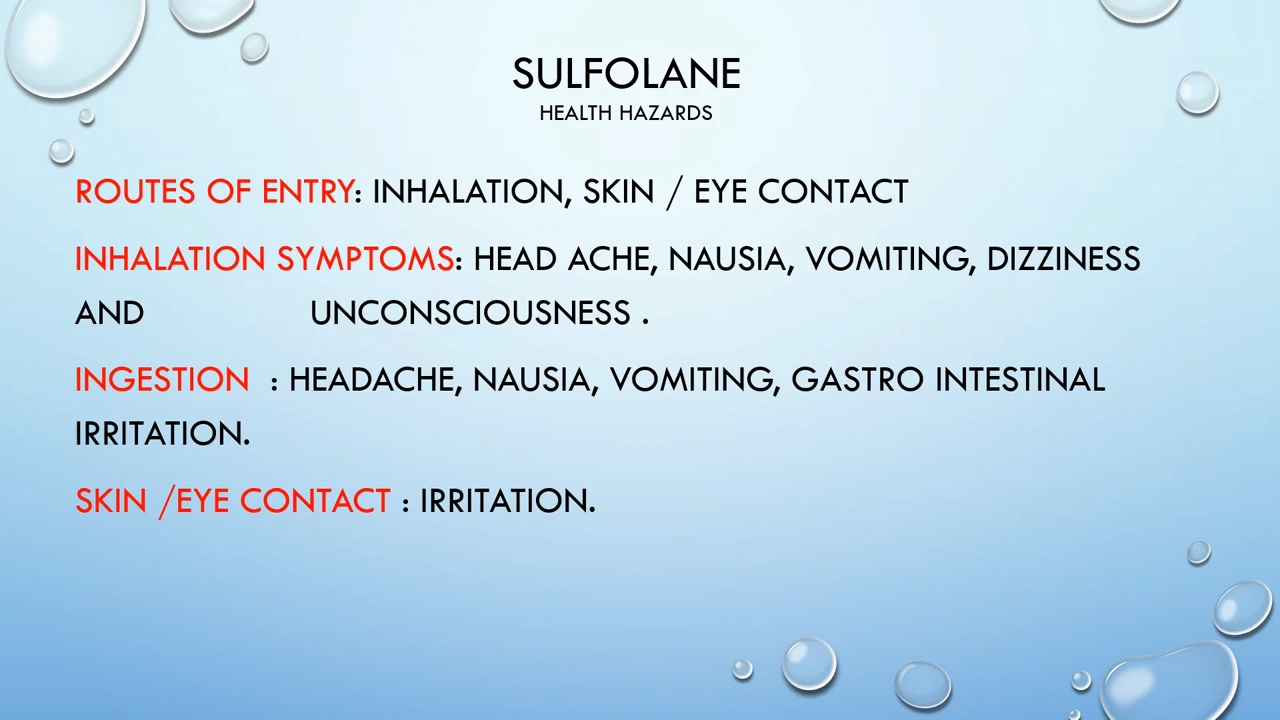 SULFOLANE
HEALTH HAZARDS
ROUTES OF ENTRY: INHALATION, SKIN / EYE CONTACT
INHALATION SYMPTOMS: HEAD ACHE, NAUSIA, VOMITING, DIZZINESS
AND UNCONSCIOUSNESS .
INGESTION : HEADACHE, NAUSIA, VOMITING, GASTRO INTESTINAL
IRRITATION.
SKIN /EYE CONTACT : IRRITATION.